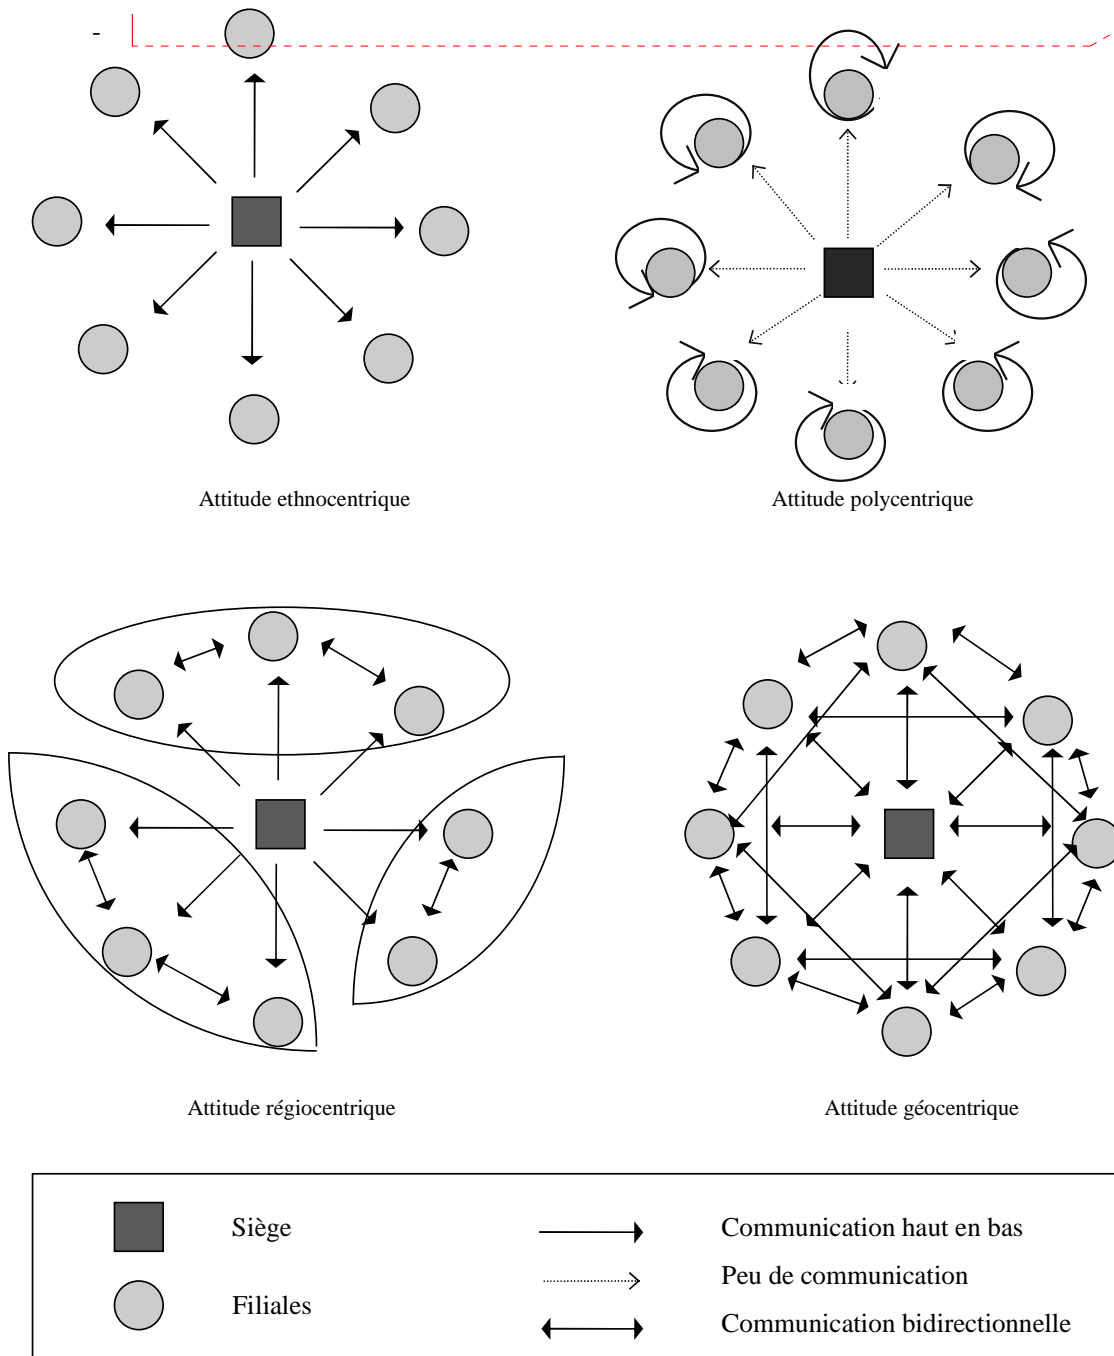 -
Attitude ethnocentrique
Attitude polycentrique
Attitude régiocentrique
Attitude géocentrique
Siège
Communication haut en bas
Peu de communication
Filiales
Communication bidirectionnelle